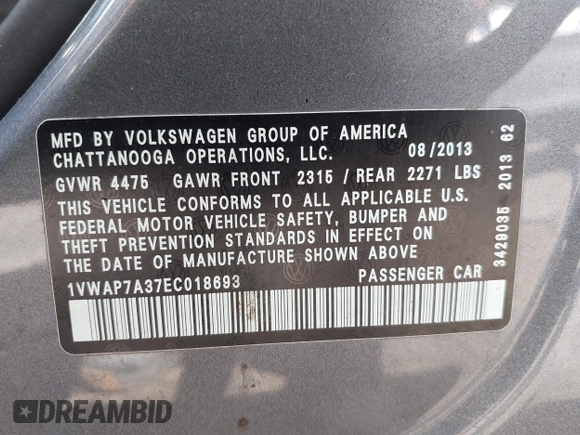 MFD BY VOLKSWAGEN GROUP OF AMERICA
CHATTANOOGA OPERATIONS, LLC. 08/2013
GVWR 4475 GAWR FRONT 2315 / REAR 2271 LBS
THIS VEHICLE CONFORMS TO ALL APPLICABLE U.S.
FEDERAL MOTOR VEHICLE SAFETY, BUMPER AND
THEFT PREVENTION STANDARDS IN EFFECT ON
THE DATE OF MANUFACTURE SHOWN ABOVE
1VWAP7A37EC018693 PASSENGER CAR
3429035 2013 62
DREAMBID